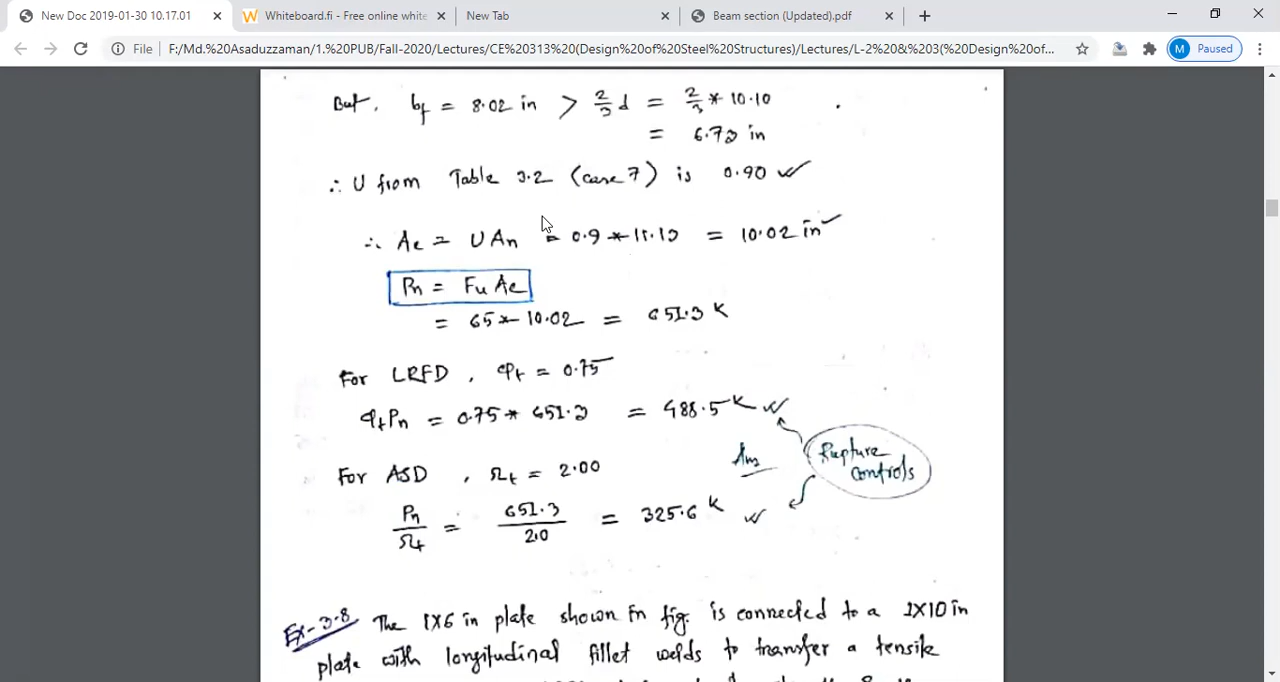 New Doc 2019-01-30 10.17.01
Whiteboard.fi - Free online white
New Tab
Beam section (Updated).pdf
File | F:/Md.%20Asaduzzaman/1.%20PUB/Fall-2020/Lectures/CE%20313%20(Design%20of%20Steel%20Structures)/Lectures/L-2%20&%203(%20Design%20of...
M Paused
But, bf = 8.02 in > 2/3 d = 2/3 * 10.10
= 6.73 in
∴ U from Table 3.2 (case 7) is 0.90 ✓
∴ Ae = UAn = 0.9 * 11.13 = 10.02 in
Pn = Fu Ae
= 65 * 10.02 = 651.3 K
For LRFD, φt = 0.75
φtPn = 0.75 * 651.3 = 488.5 K ✓
Rupture controls
Ans
For ASD, Ωt = 2.00
Pn/Ωt = 651.3/2.0 = 325.6 K ✓
Ex-3.8 The 1X6 in plate shown in fig. is connected to a 1X10 in
plate with longitudinal fillet welds to transfer a tensile